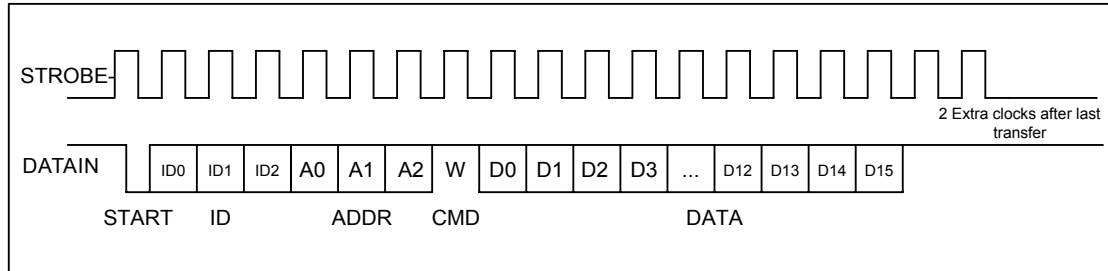 STROBE-
2 Extra clocks after last
transfer
DATAIN ID0 ID1 ID2 A0 A1 A2 W D0 D1 D2 D3 ... D12 D13 D14 D15
START ID ADDR CMD DATA